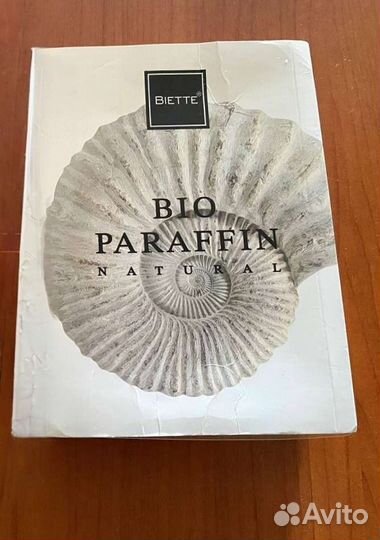 BIETTE®
BIO
PARAFFIN
NATURAL
Avito